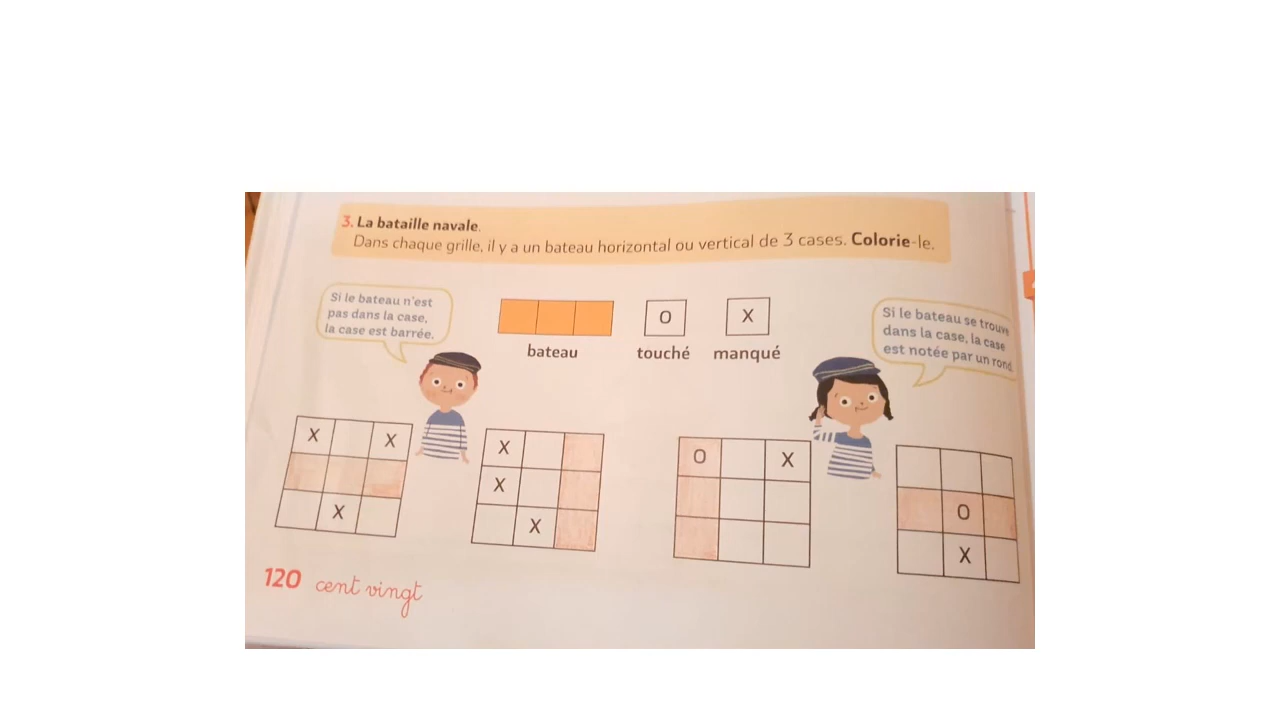 3. La bataille navale.
Dans chaque grille, il y a un bateau horizontal ou vertical de 3 cases. Colorie-le.
Si le bateau n'est
pas dans la case,
la case est barrée.
O
X
bateau
touché
manqué
Si le bateau se trouve
dans la case, la case
est notée par un rond
X X
X
X
X
X
O X
O
X
120 cent vingt